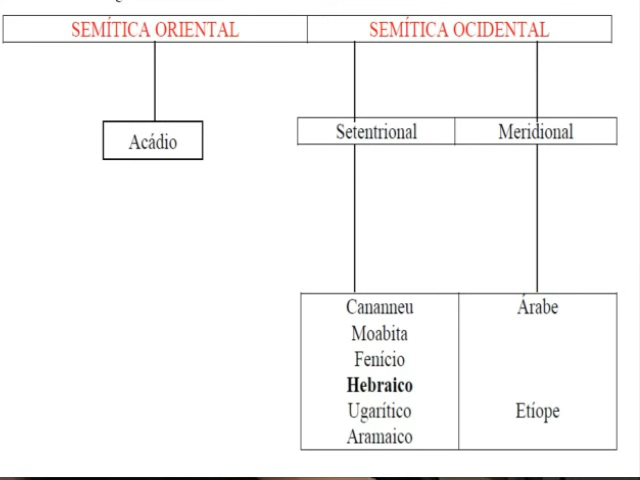 SEMÍTICA ORIENTAL SEMÍTICA OCIDENTAL
Acádio
Setentrional Meridional
Cananneu Árabe
Moabita
Fenício
Hebraico
Ugarítico Etíope
Aramaico